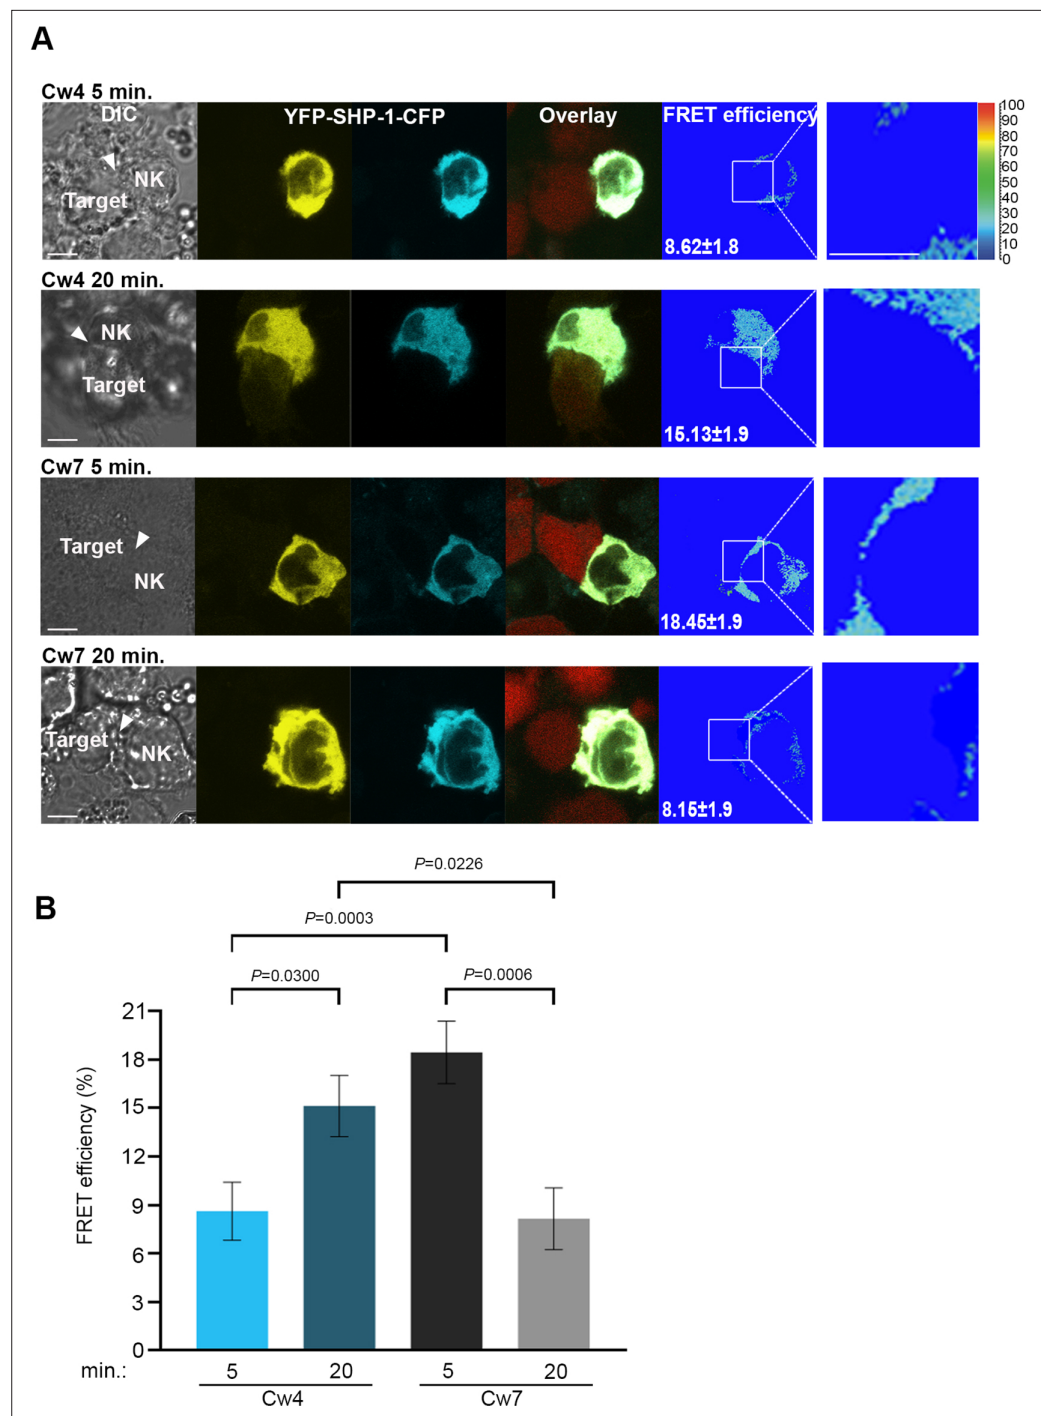 A
Cw4 5 min.
DIC
YFP-SHP-1-CFP
Overlay
FRET efficiency
NK
Target
8.62±1.8
100
90
80
70
60
50
40
30
20
10
0
Cw4 20 min.
NK
Target
15.13±1.9
Cw7 5 min.
Target
NK
18.45±1.9
Cw7 20 min.
Target
NK
8.15±1.9
B
P=0.0226
P=0.0003
P=0.0300
P=0.0006
FRET efficiency (%)
21
18
15
12
9
6
3
0
min.: 5 20 5 20
Cw4 Cw7